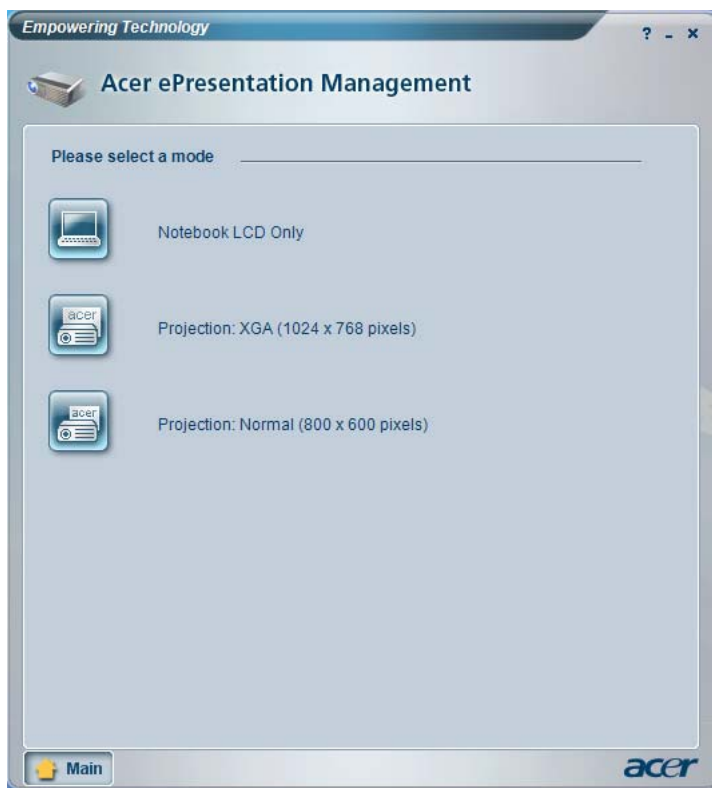 Empowering Technology
? - ×
Acer ePresentation Management
Please select a mode
Notebook LCD Only
acer
Projection: XGA (1024 x 768 pixels)
acer
Projection: Normal (800 x 600 pixels)
Main
acer